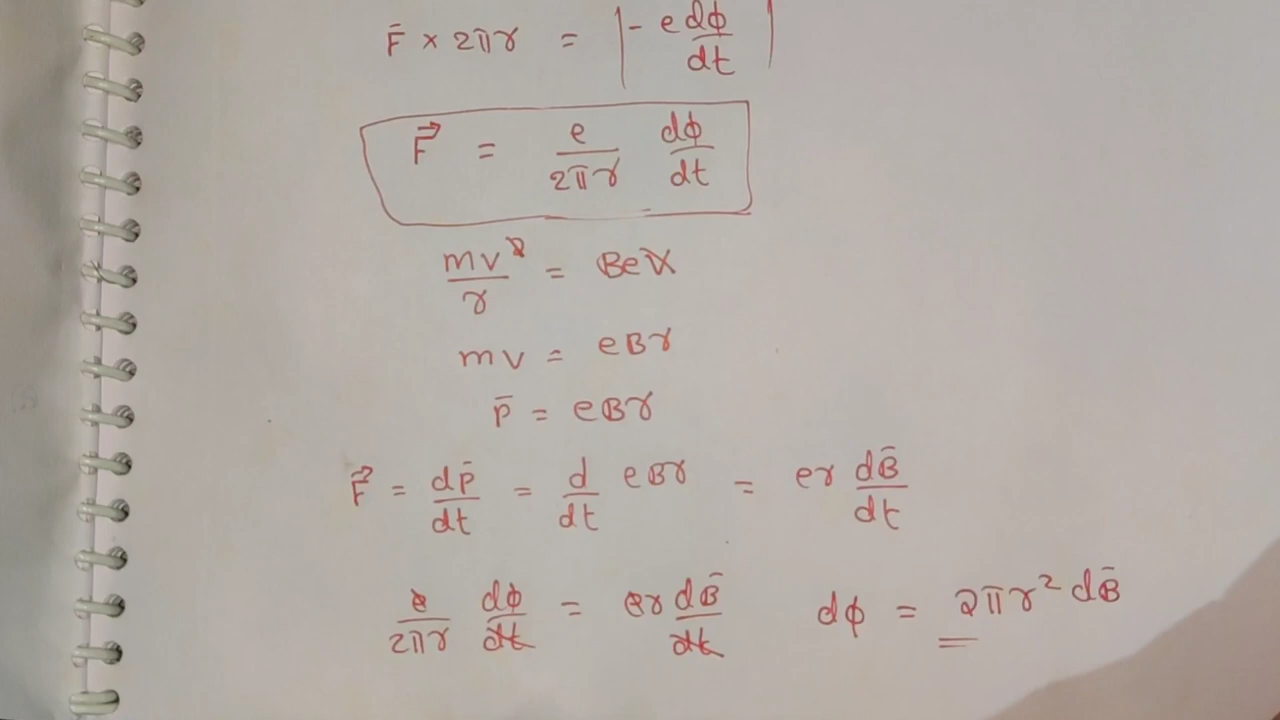 F̄ × 2πr = |- e dϕ/dt|
F⃗ = e/2πr dϕ/dt
mv²/r = Bev
mv = eBr
p̄ = eBr
F⃗ = dp̄/dt = d/dt eBr = er dB̄/dt
e/2πr dϕ/dt = er dB̄/dt dϕ = 2πr² dB̄